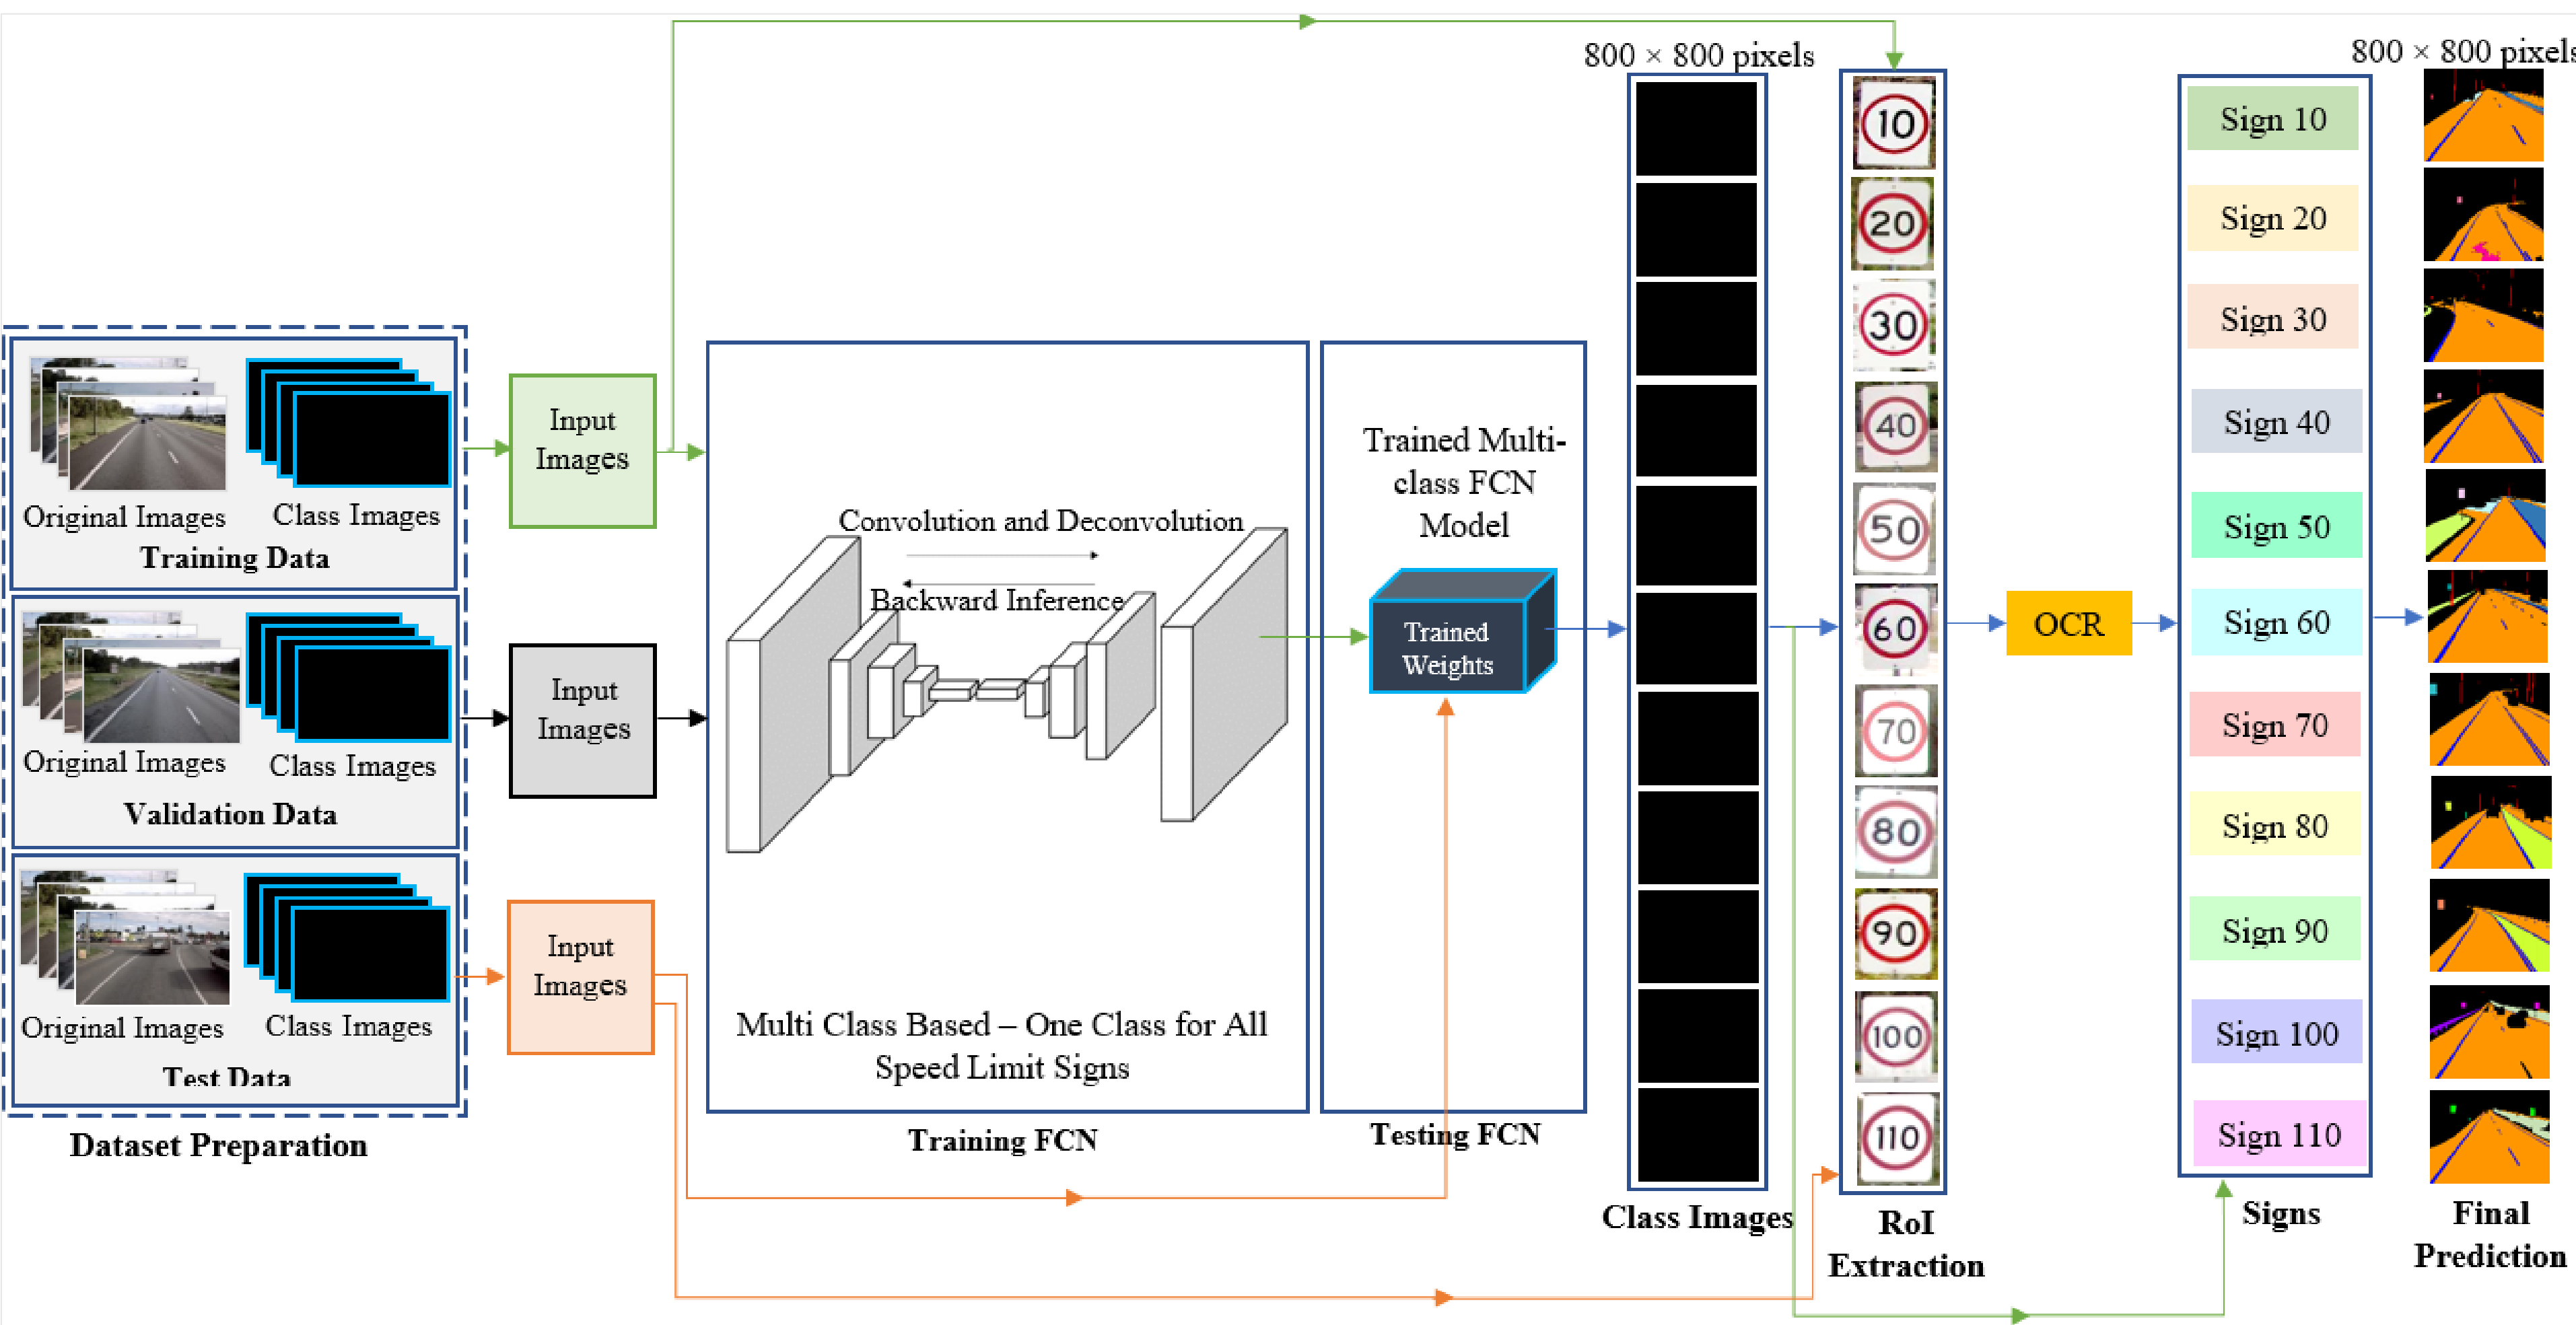 800 × 800 pixels
800 × 800 pixels
Original Images
Class Images
Training Data
Original Images
Class Images
Validation Data
Original Images
Class Images
Test Data
Dataset Preparation
Input
Images
Input
Images
Input
Images
Convolution and Deconvolution
Backward Inference
Multi Class Based – One Class for All
Speed Limit Signs
Training FCN
Trained Multi-
class FCN
Model
Trained
Weights
Testing FCN
Class Images
10
20
30
40
50
60
70
80
90
100
110
RoI
Extraction
OCR
Sign 10
Sign 20
Sign 30
Sign 40
Sign 50
Sign 60
Sign 70
Sign 80
Sign 90
Sign 100
Sign 110
Signs
Final
Prediction